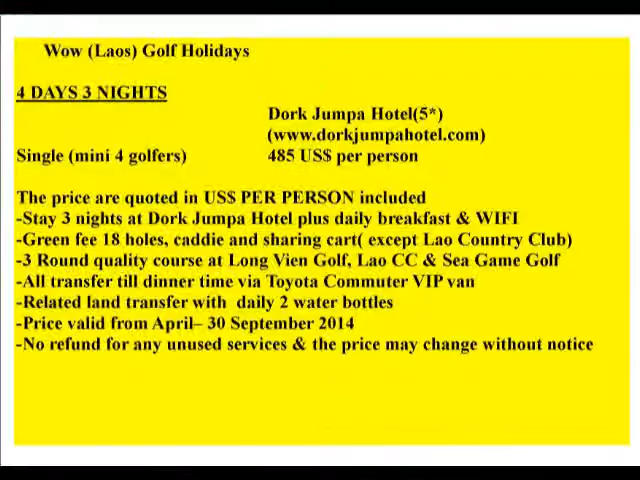 Wow (Laos) Golf Holidays
4 DAYS 3 NIGHTS
Dork Jumpa Hotel(5*)
(www.dorkjumpahotel.com)
Single (mini 4 golfers) 485 US$ per person
The price are quoted in US$ PER PERSON included
-Stay 3 nights at Dork Jumpa Hotel plus daily breakfast & WIFI
-Green fee 18 holes, caddie and sharing cart( except Lao Country Club)
-3 Round quality course at Long Vien Golf, Lao CC & Sea Game Golf
-All transfer till dinner time via Toyota Commuter VIP van
-Related land transfer with daily 2 water bottles
-Price valid from April– 30 September 2014
-No refund for any unused services & the price may change without notice